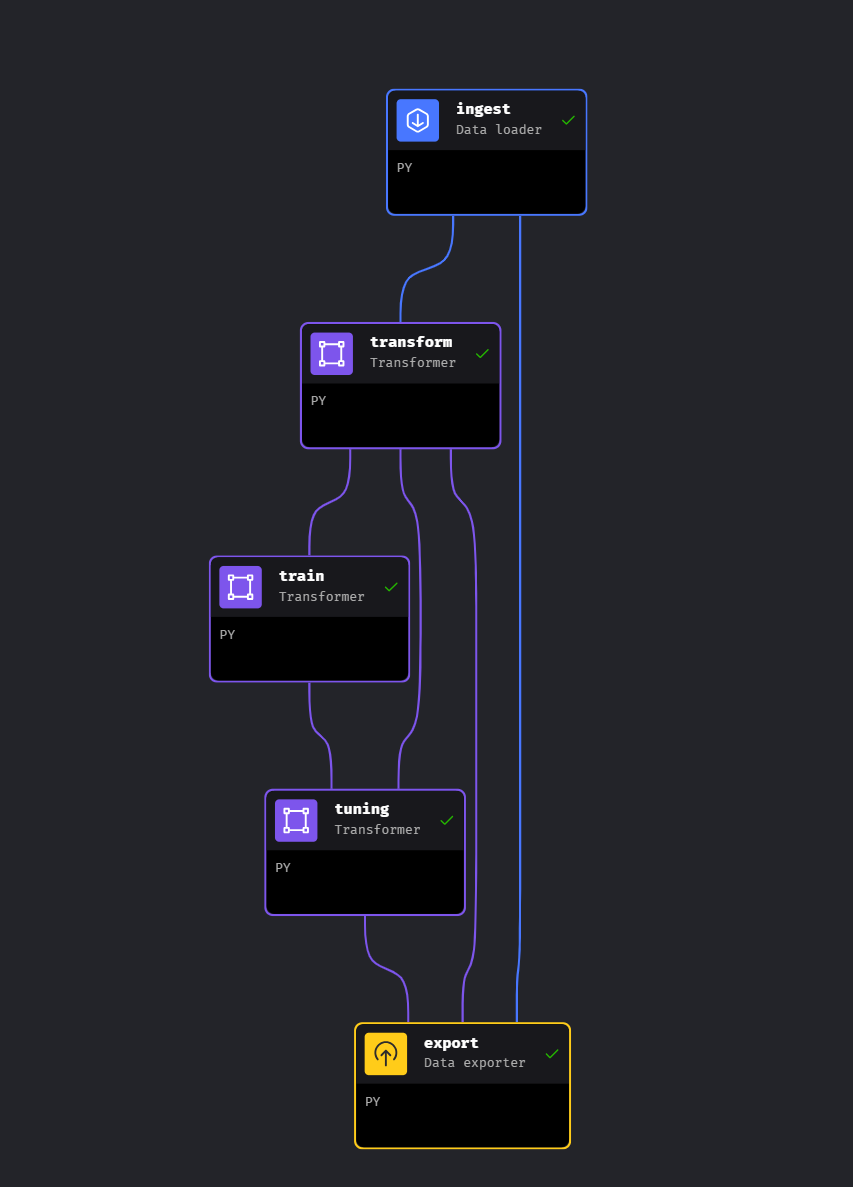 ingest
Data loader
PY
transform
Transformer
PY
train
Transformer
PY
tuning
Transformer
PY
export
Data exporter
PY